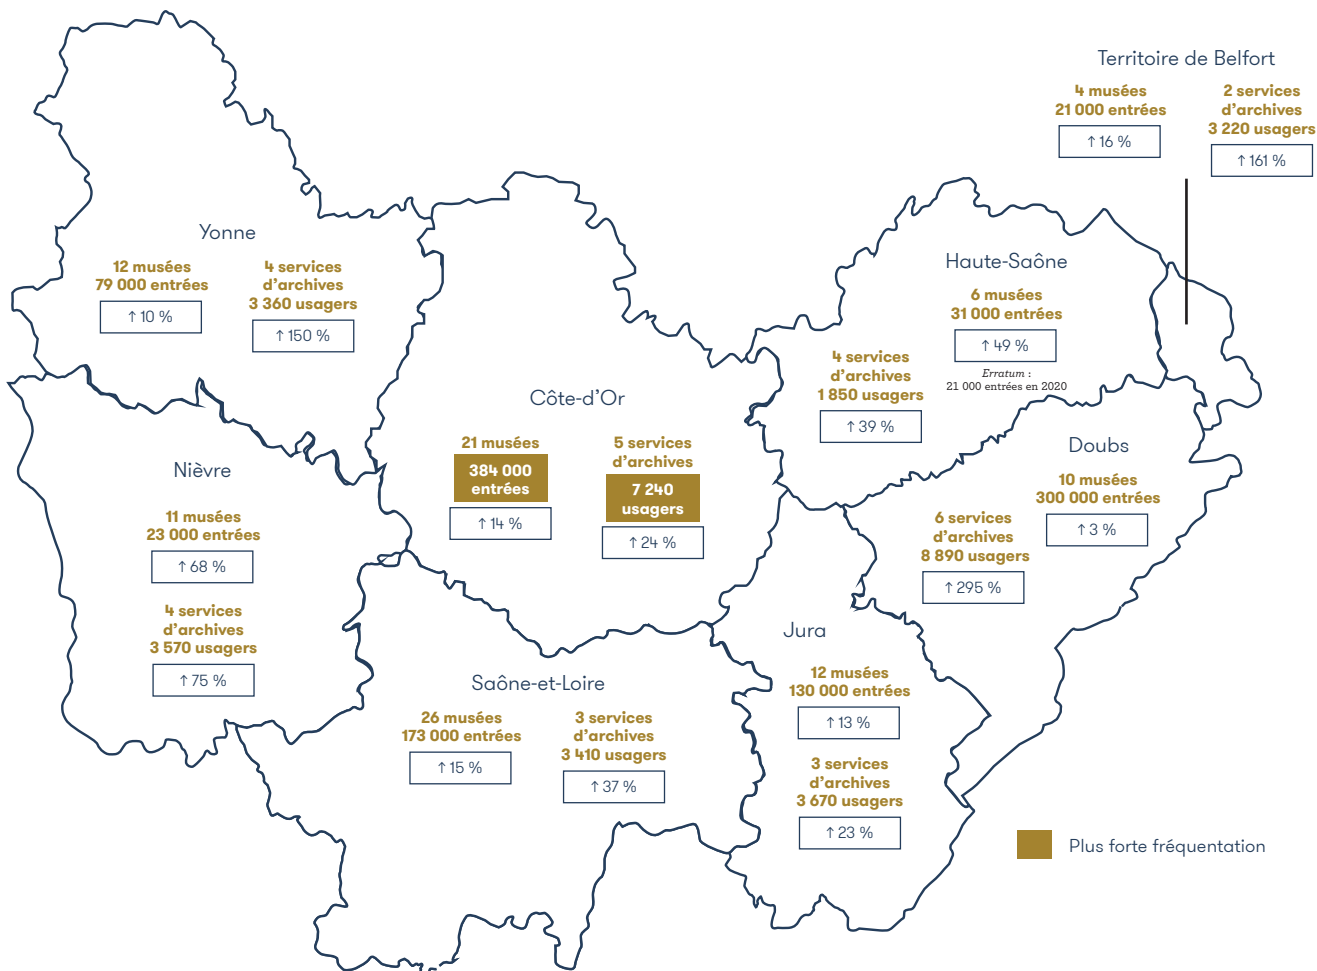 Territoire de Belfort
4 musées
21 000 entrées
↑ 16 %
2 services
d'archives
3 220 usagers
↑ 161 %
Yonne
12 musées
79 000 entrées
↑ 10 %
4 services
d'archives
3 360 usagers
↑ 150 %
Haute-Saône
6 musées
31 000 entrées
↑ 49 %
Erratum :
21 000 entrées en 2020
4 services
d'archives
1 850 usagers
↑ 39 %
Côte-d'Or
21 musées
384 000
entrées
↑ 14 %
5 services
d'archives
7 240
usagers
↑ 24 %
Doubs
10 musées
300 000 entrées
↑ 3 %
6 services
d'archives
8 890 usagers
↑ 295 %
Nièvre
11 musées
23 000 entrées
↑ 68 %
4 services
d'archives
3 570 usagers
↑ 75 %
Jura
12 musées
130 000 entrées
↑ 13 %
3 services
d'archives
3 670 usagers
↑ 23 %
Saône-et-Loire
26 musées
173 000 entrées
↑ 15 %
3 services
d'archives
3 410 usagers
↑ 37 %
Plus forte fréquentation